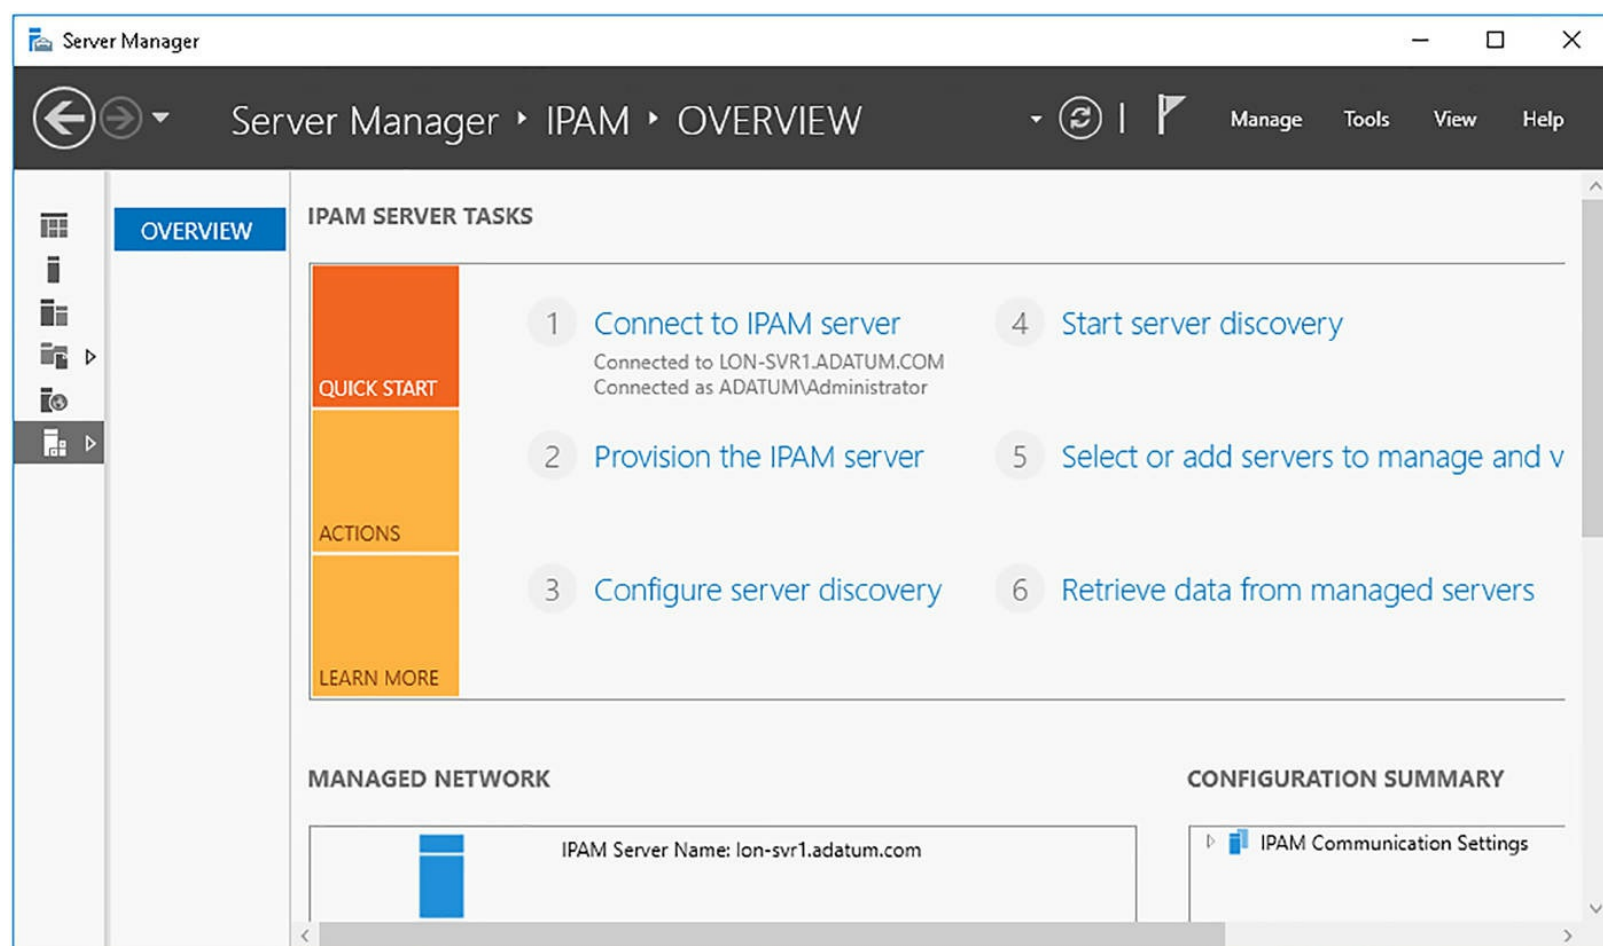 Server Manager
Server Manager ‣ IPAM ‣ OVERVIEW
Manage Tools View Help
OVERVIEW
IPAM SERVER TASKS
QUICK START
ACTIONS
LEARN MORE
1 Connect to IPAM server
Connected to LON-SVR1.ADATUM.COM
Connected as ADATUM\Administrator
2 Provision the IPAM server
3 Configure server discovery
4 Start server discovery
5 Select or add servers to manage and v
6 Retrieve data from managed servers
MANAGED NETWORK
IPAM Server Name: lon-svr1.adatum.com
CONFIGURATION SUMMARY
IPAM Communication Settings